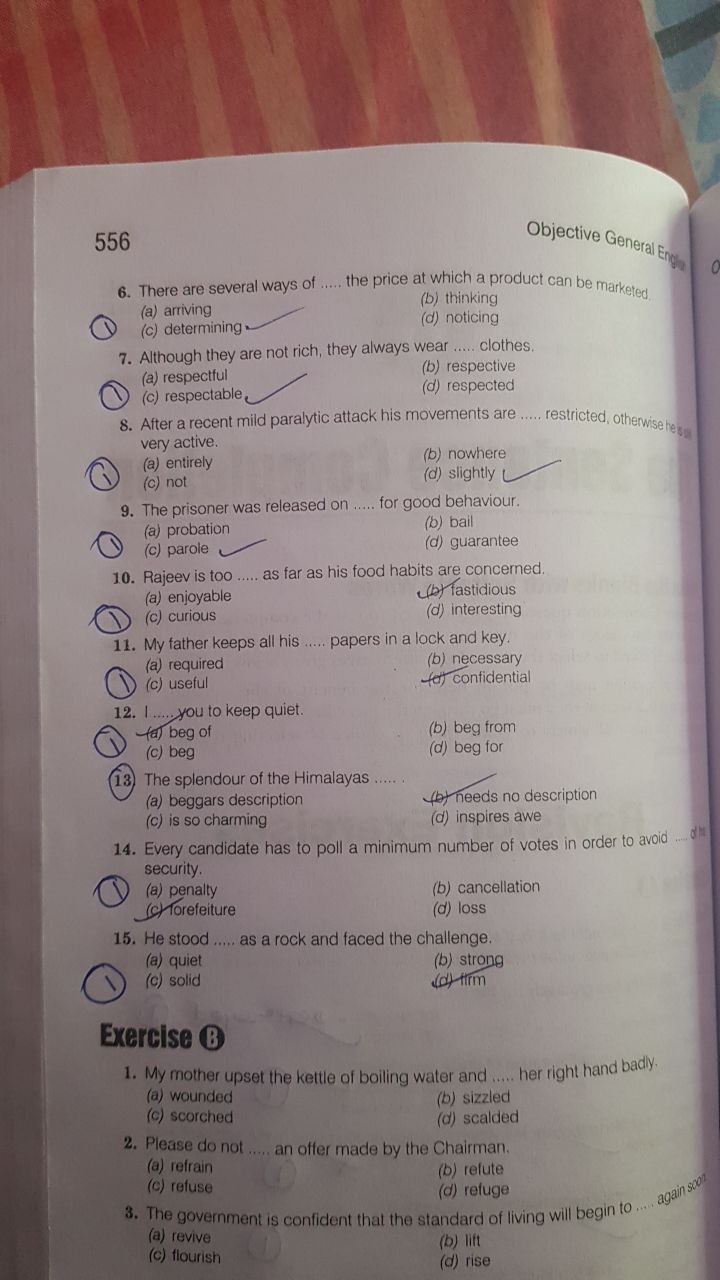 556
Objective General English
6. There are several ways of ..... the price at which a product can be marketed.
(a) arriving (b) thinking
(c) determining (d) noticing
7. Although they are not rich, they always wear ..... clothes.
(a) respectful (b) respective
(c) respectable (d) respected
8. After a recent mild paralytic attack his movements are ..... restricted, otherwise he is still
very active.
(a) entirely (b) nowhere
(c) not (d) slightly
9. The prisoner was released on ..... for good behaviour.
(a) probation (b) bail
(c) parole (d) guarantee
10. Rajeev is too ..... as far as his food habits are concerned.
(a) enjoyable (b) fastidious
(c) curious (d) interesting
11. My father keeps all his ..... papers in a lock and key.
(a) required (b) necessary
(c) useful (d) confidential
12. I ..... you to keep quiet.
(a) beg of (b) beg from
(c) beg (d) beg for
13. The splendour of the Himalayas ..... .
(a) beggars description (b) needs no description
(c) is so charming (d) inspires awe
14. Every candidate has to poll a minimum number of votes in order to avoid ..... of his
security.
(a) penalty (b) cancellation
(c) forefeiture (d) loss
15. He stood ..... as a rock and faced the challenge.
(a) quiet (b) strong
(c) solid (d) firm
Exercise B
1. My mother upset the kettle of boiling water and ..... her right hand badly.
(a) wounded (b) sizzled
(c) scorched (d) scalded
2. Please do not ..... an offer made by the Chairman.
(a) refrain (b) refute
(c) refuse (d) refuge
3. The government is confident that the standard of living will begin to ..... again soon.
(a) revive (b) lift
(c) flourish (d) rise